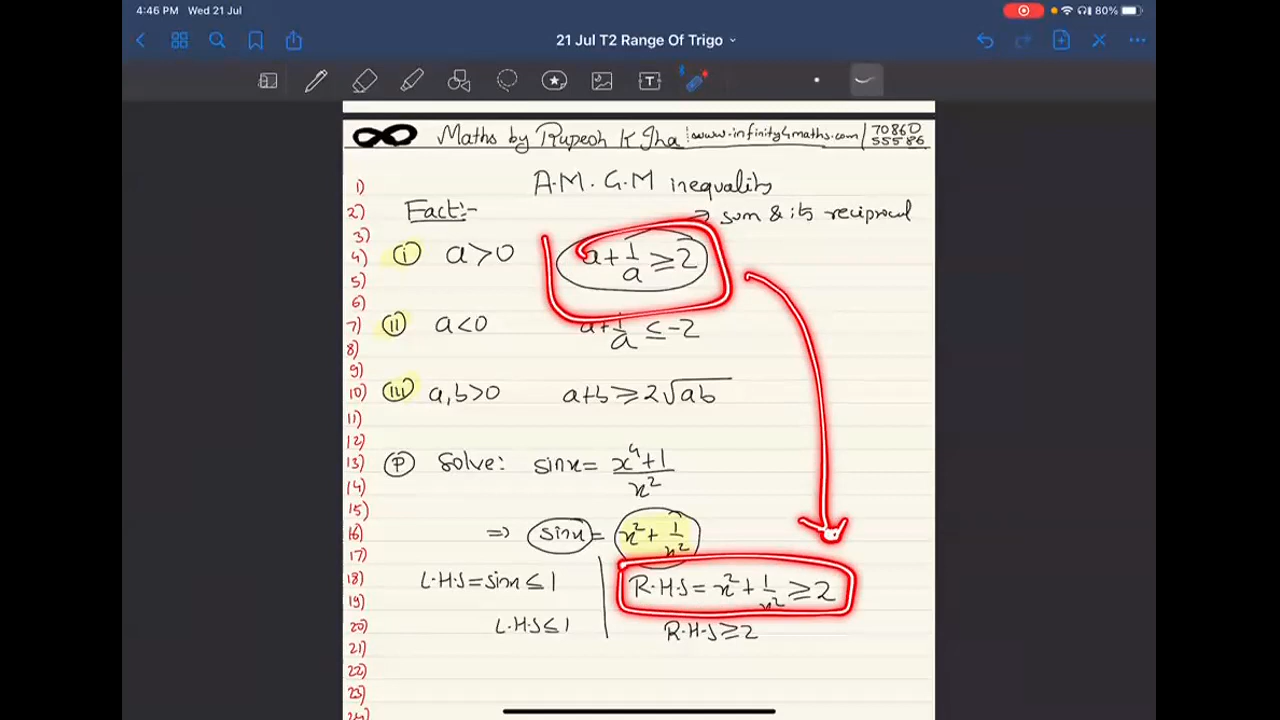 4:46 PM Wed 21 Jul
80%
21 Jul T2 Range Of Trigo
Maths by Rupesh K Jha www.infinity4maths.com 70860 55586
1) A.M. G.M inequality
2) Fact:- → sum & its reciprocal
3)
4) (i) a>0 a+1/a ≥2
5)
6)
7) (ii) a<0 a+1/a ≤-2
8)
9)
10) (iii) a,b>0 a+b ≥ 2√ab
11)
12)
13) (P) Solve: sinx= x⁴+1/x²
14)
15)
16) ⇒ sinx = x²+ 1/x²
17)
18) L.H.S = sinx ≤ 1 R.H.S = x²+ 1/x² ≥2
19)
20) L.H.S ≤ 1 R.H.S ≥2
21)
22)
23)
24)